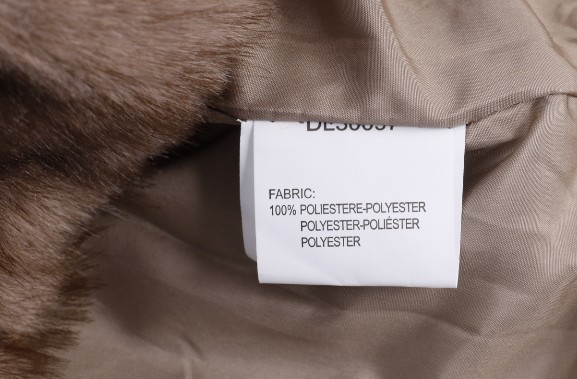 FABRIC:
100% POLIESTERE-POLYESTER
POLYESTER-POLIÉSTER
POLYESTER